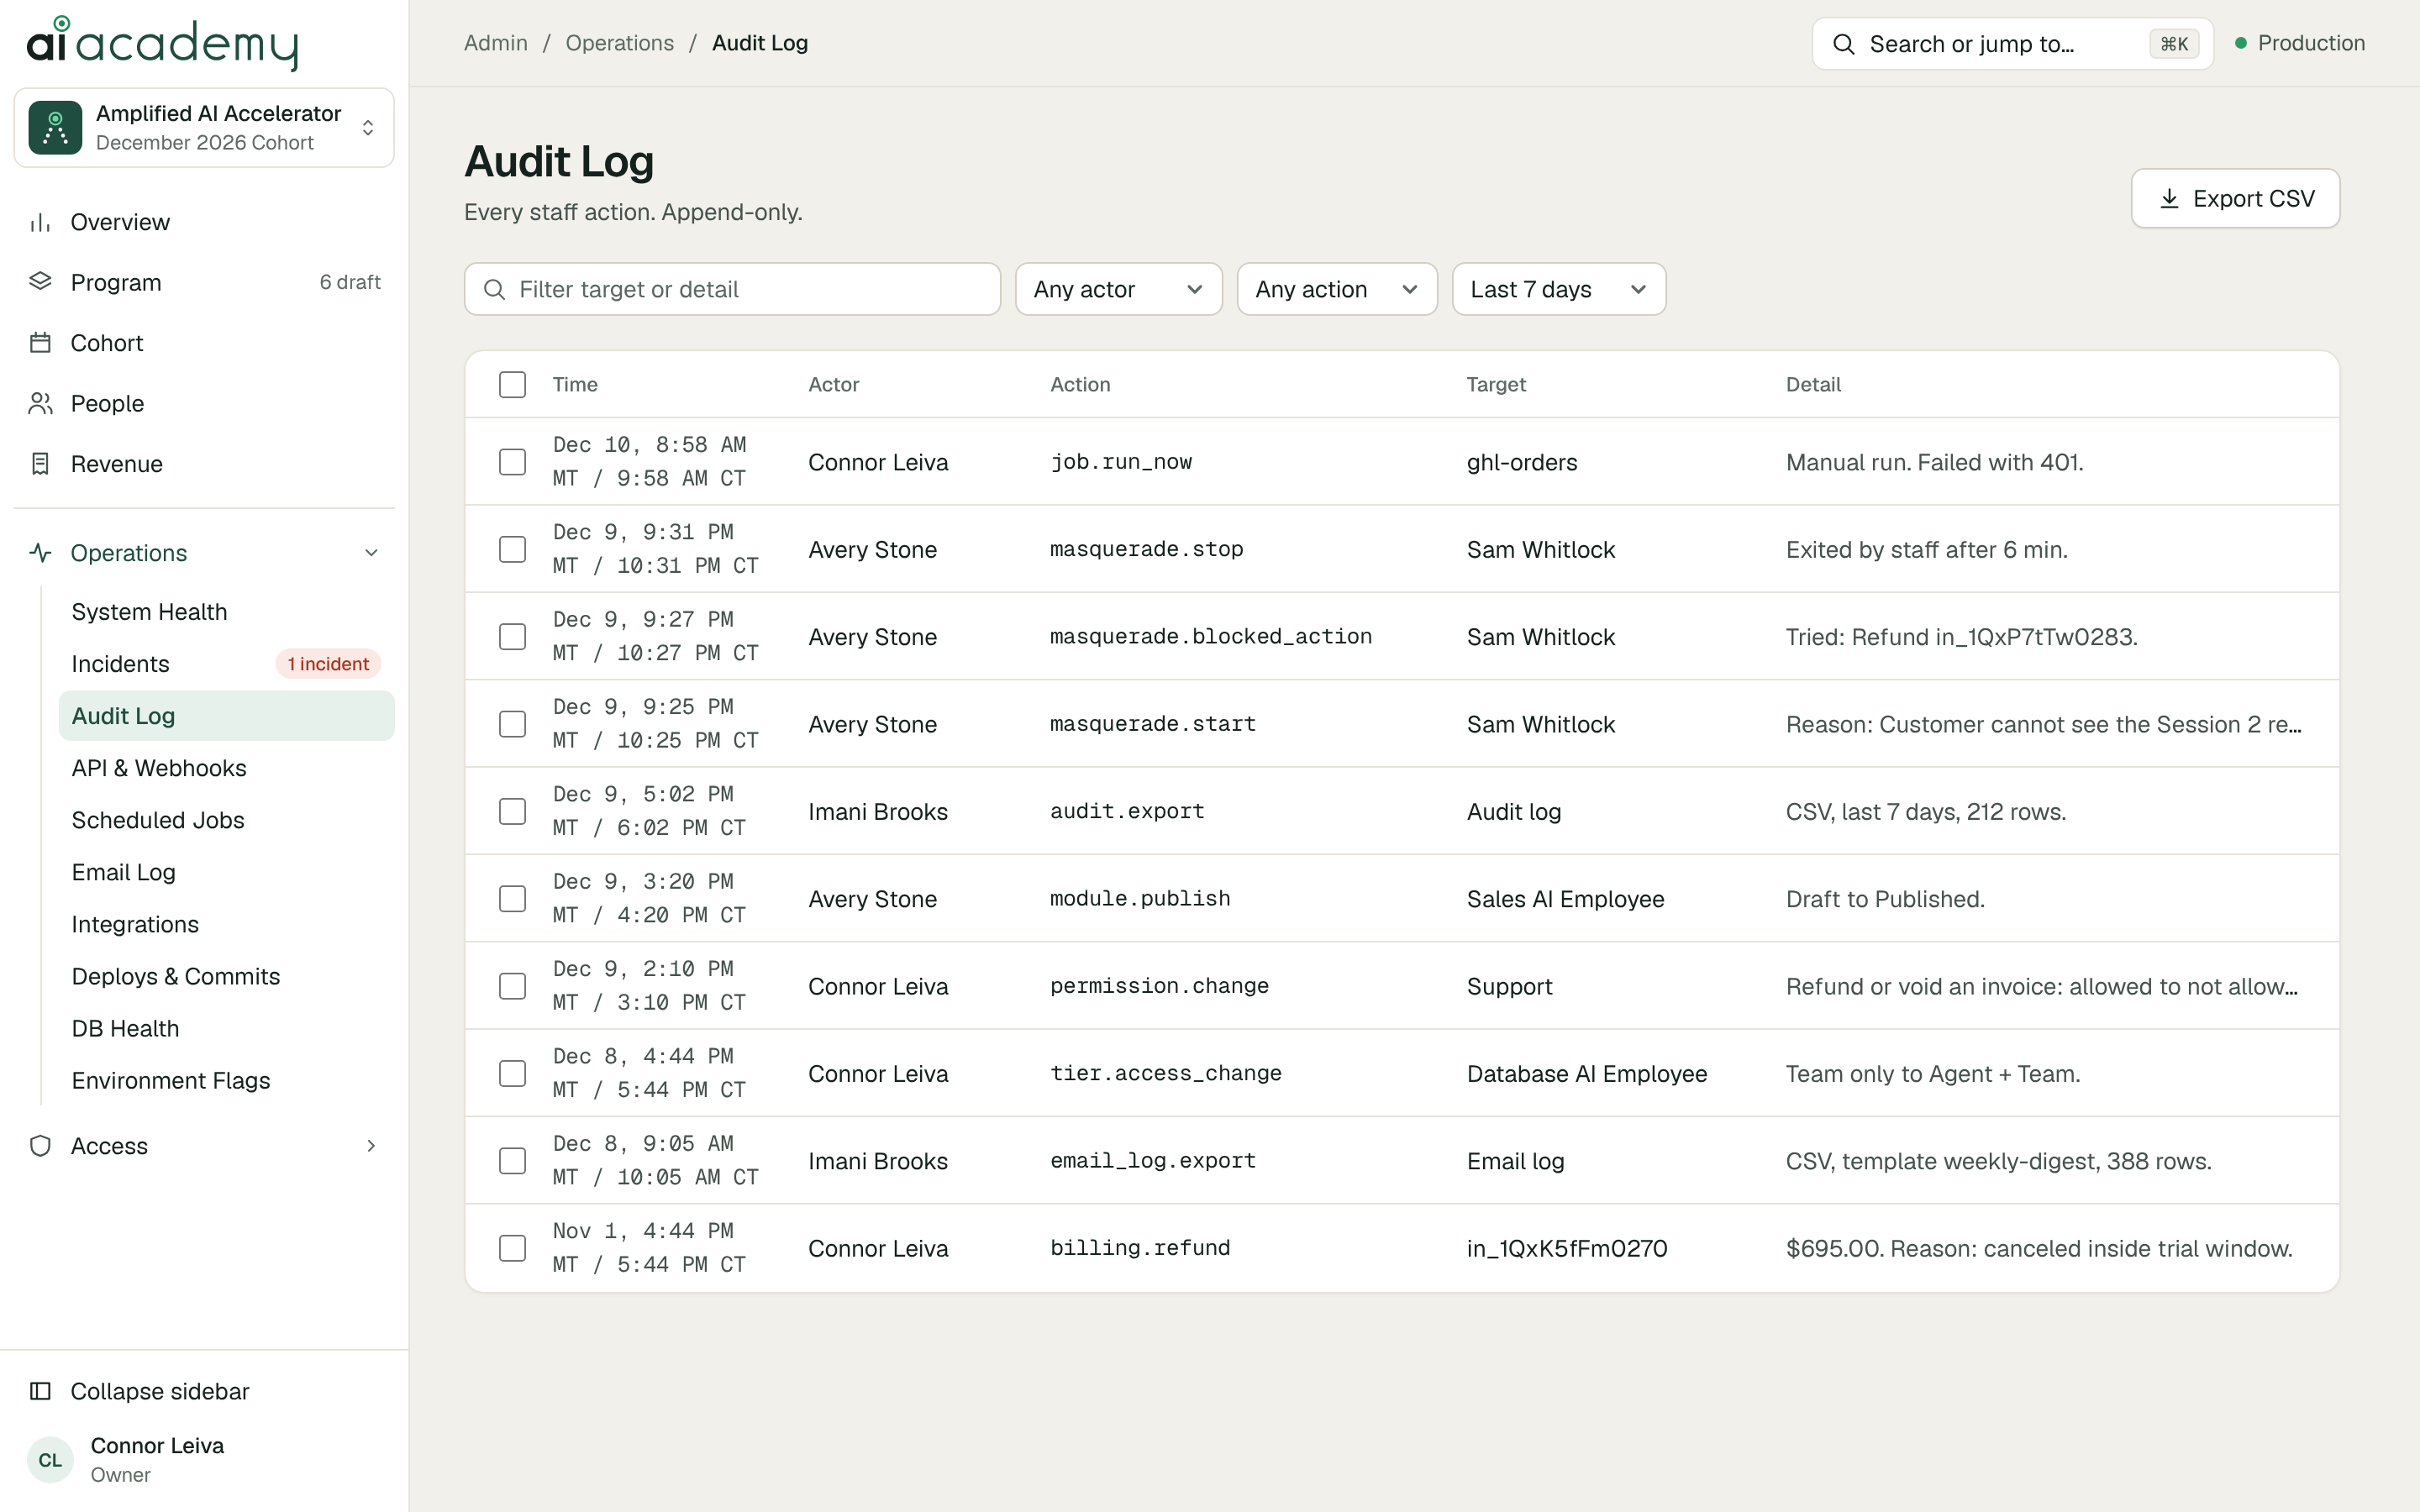 ai academy
Amplified AI Accelerator
December 2026 Cohort
Overview
Program 6 draft
Cohort
People
Revenue
Operations
System Health
Incidents 1 incident
Audit Log
API & Webhooks
Scheduled Jobs
Email Log
Integrations
Deploys & Commits
DB Health
Environment Flags
Access
Collapse sidebar
CL
Connor Leiva
Owner
Admin / Operations / Audit Log
Search or jump to... ⌘K
Production
Audit Log
Every staff action. Append-only.
Export CSV
Filter target or detail
Any actor
Any action
Last 7 days
Time Actor Action Target Detail
Dec 10, 8:58 AM
MT / 9:58 AM CT
Connor Leiva job.run_now ghl-orders Manual run. Failed with 401.
Dec 9, 9:31 PM
MT / 10:31 PM CT
Avery Stone masquerade.stop Sam Whitlock Exited by staff after 6 min.
Dec 9, 9:27 PM
MT / 10:27 PM CT
Avery Stone masquerade.blocked_action Sam Whitlock Tried: Refund in_1QxP7tTw0283.
Dec 9, 9:25 PM
MT / 10:25 PM CT
Avery Stone masquerade.start Sam Whitlock Reason: Customer cannot see the Session 2 re...
Dec 9, 5:02 PM
MT / 6:02 PM CT
Imani Brooks audit.export Audit log CSV, last 7 days, 212 rows.
Dec 9, 3:20 PM
MT / 4:20 PM CT
Avery Stone module.publish Sales AI Employee Draft to Published.
Dec 9, 2:10 PM
MT / 3:10 PM CT
Connor Leiva permission.change Support Refund or void an invoice: allowed to not allow...
Dec 8, 4:44 PM
MT / 5:44 PM CT
Connor Leiva tier.access_change Database AI Employee Team only to Agent + Team.
Dec 8, 9:05 AM
MT / 10:05 AM CT
Imani Brooks email_log.export Email log CSV, template weekly-digest, 388 rows.
Nov 1, 4:44 PM
MT / 5:44 PM CT
Connor Leiva billing.refund in_1QxK5fFm0270 $695.00. Reason: canceled inside trial window.